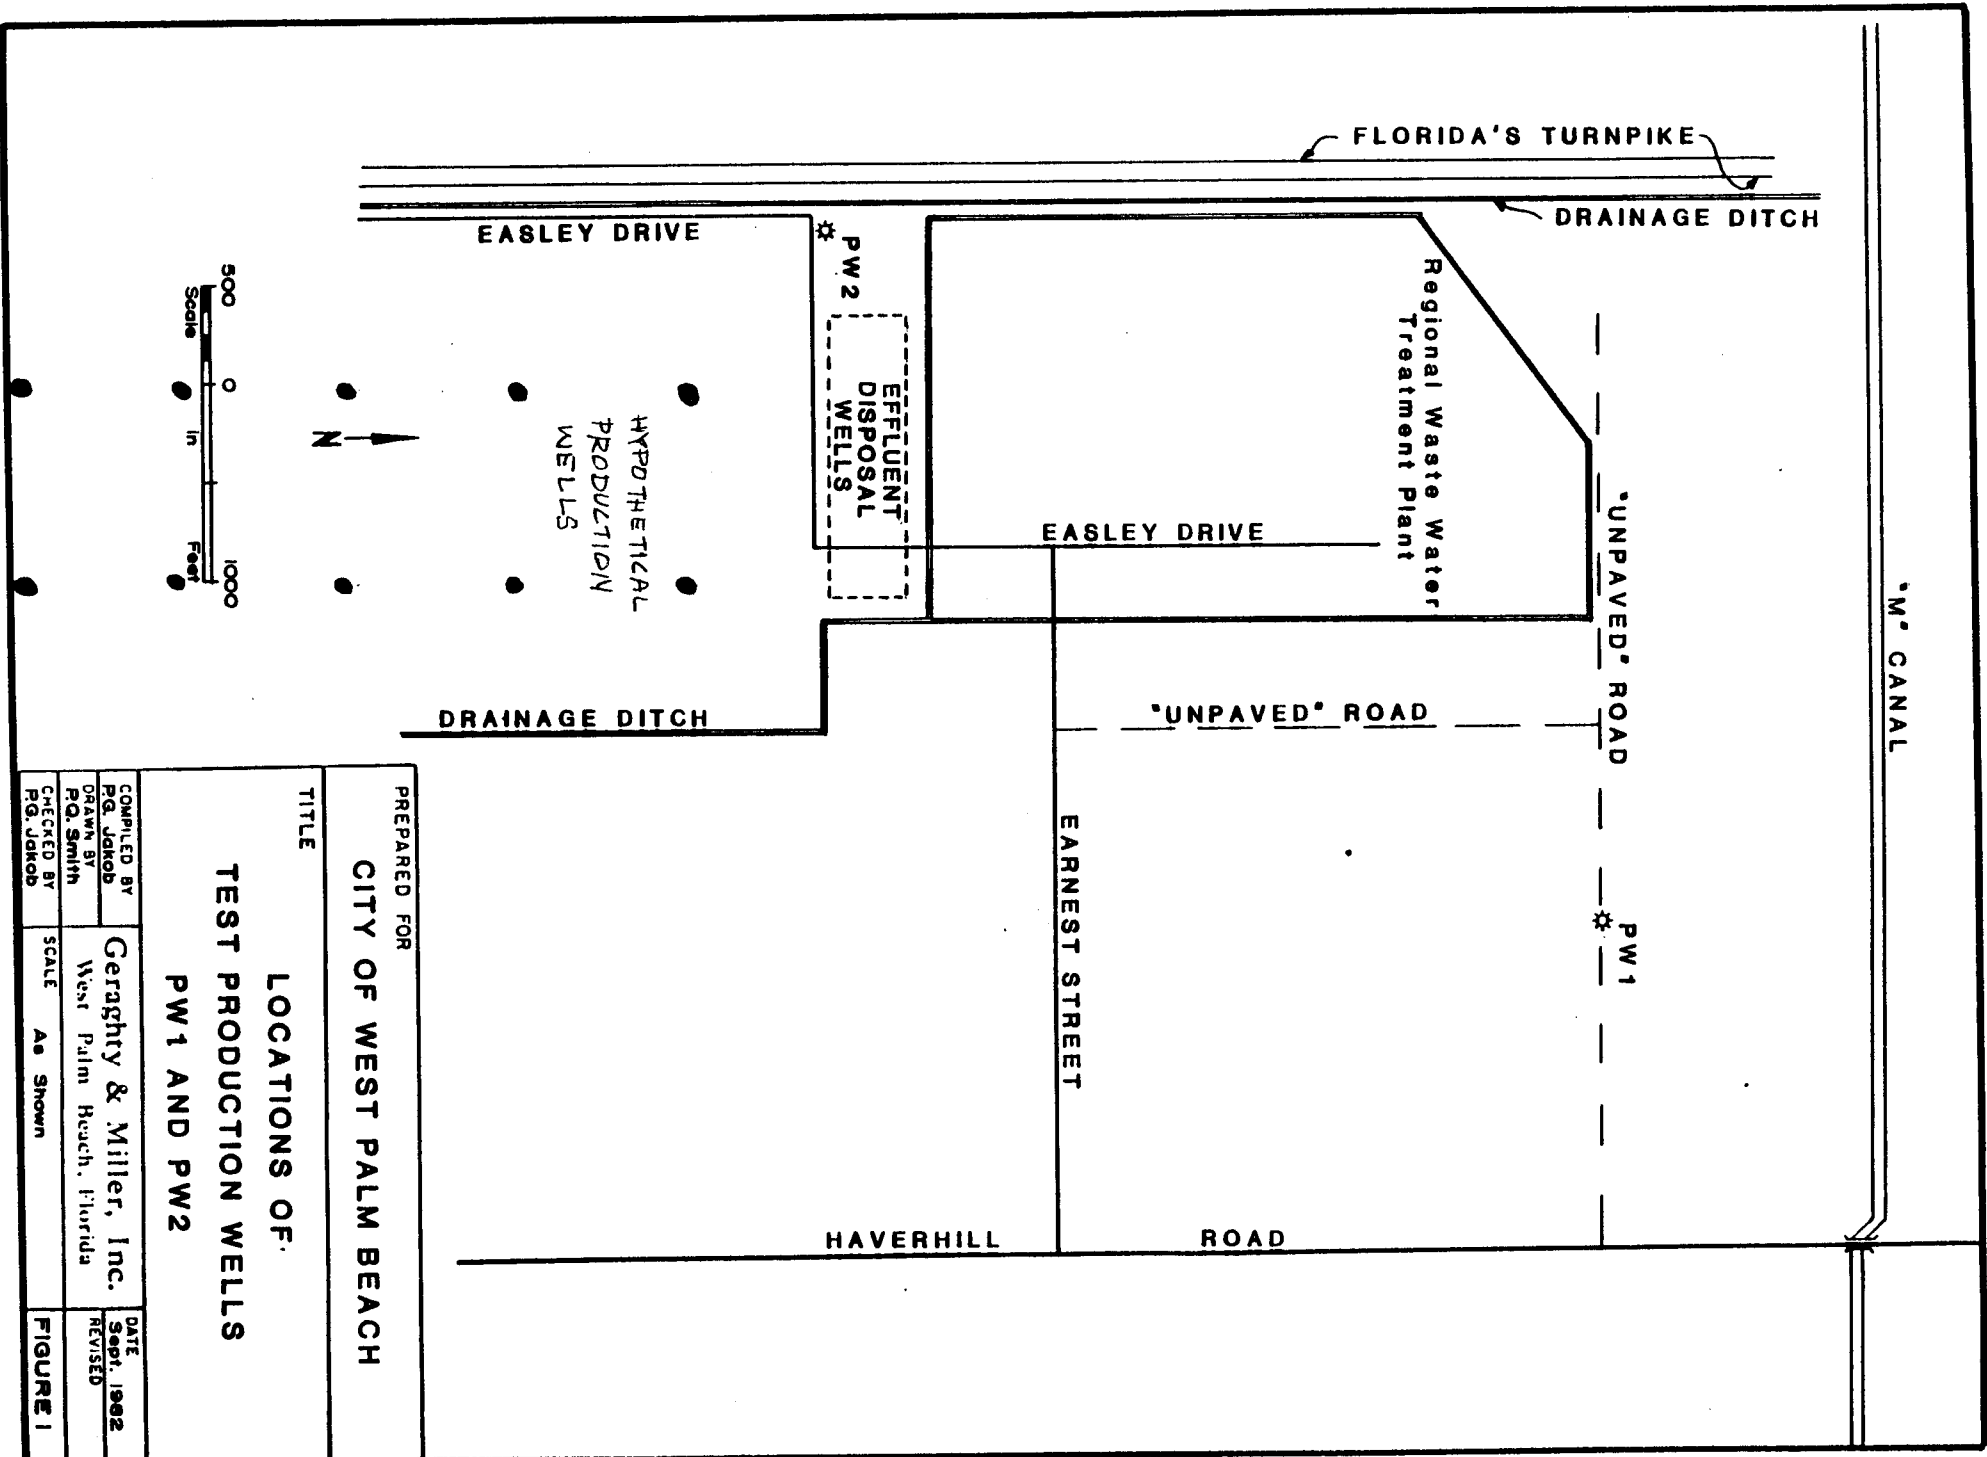 "M" CANAL
FLORIDA'S TURNPIKE
DRAINAGE DITCH
EASLEY DRIVE
PW 2
Regional Waste Water
Treatment Plant
"UNPAVED" ROAD
EFFLUENT
DISPOSAL
WELLS
EASLEY DRIVE
HYPOTHETICAL
PRODUCTION
WELLS
500 0 1000
Scale in Feet
N
DRAINAGE DITCH
"UNPAVED" ROAD
EARNEST STREET
PW 1
HAVERHILL ROAD
PREPARED FOR
CITY OF WEST PALM BEACH
TITLE
LOCATIONS OF
TEST PRODUCTION WELLS
PW1 AND PW2
COMPILED BY
P.G. Jakob
DRAWN BY
P.Q. Smith
CHECKED BY
P.G. Jakob
Geraghty & Miller, Inc.
West Palm Beach, Florida
SCALE As Shown
DATE
Sept. 1982
REVISED
FIGURE 1